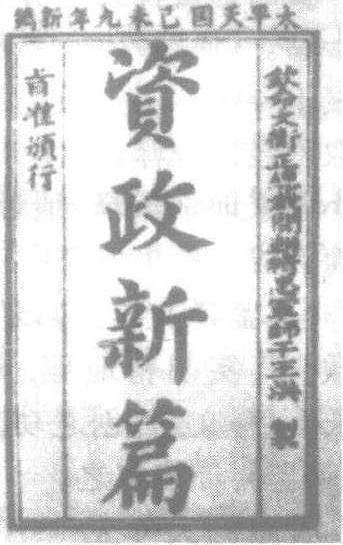 太平天囯己未九年新鐫
欽命文衡正總裁開朝精忠軍師干王洪 製
資政新篇
旨准頒行